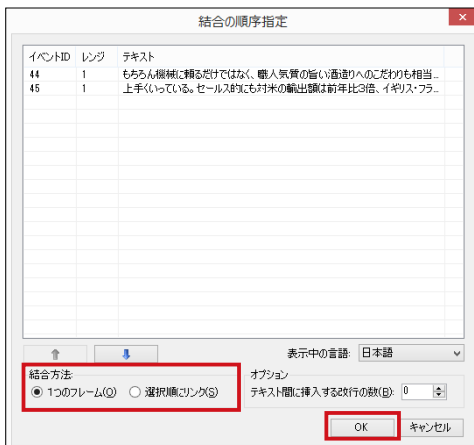 結合の順序指定
イベントID レンジ テキスト
44 1 もちろん機械に頼るだけではなく、職人気質の旨い酒造りへのこだわりも相当...
45 1 上手くいっている。セールス的にも対米の輸出額は前年比3倍、イギリス・フラ...
表示中の言語: 日本語
結合方法:
1つのフレーム(O) 選択順にリンク(S)
オプション
テキスト間に挿入する改行の数(B): 0
OK キャンセル